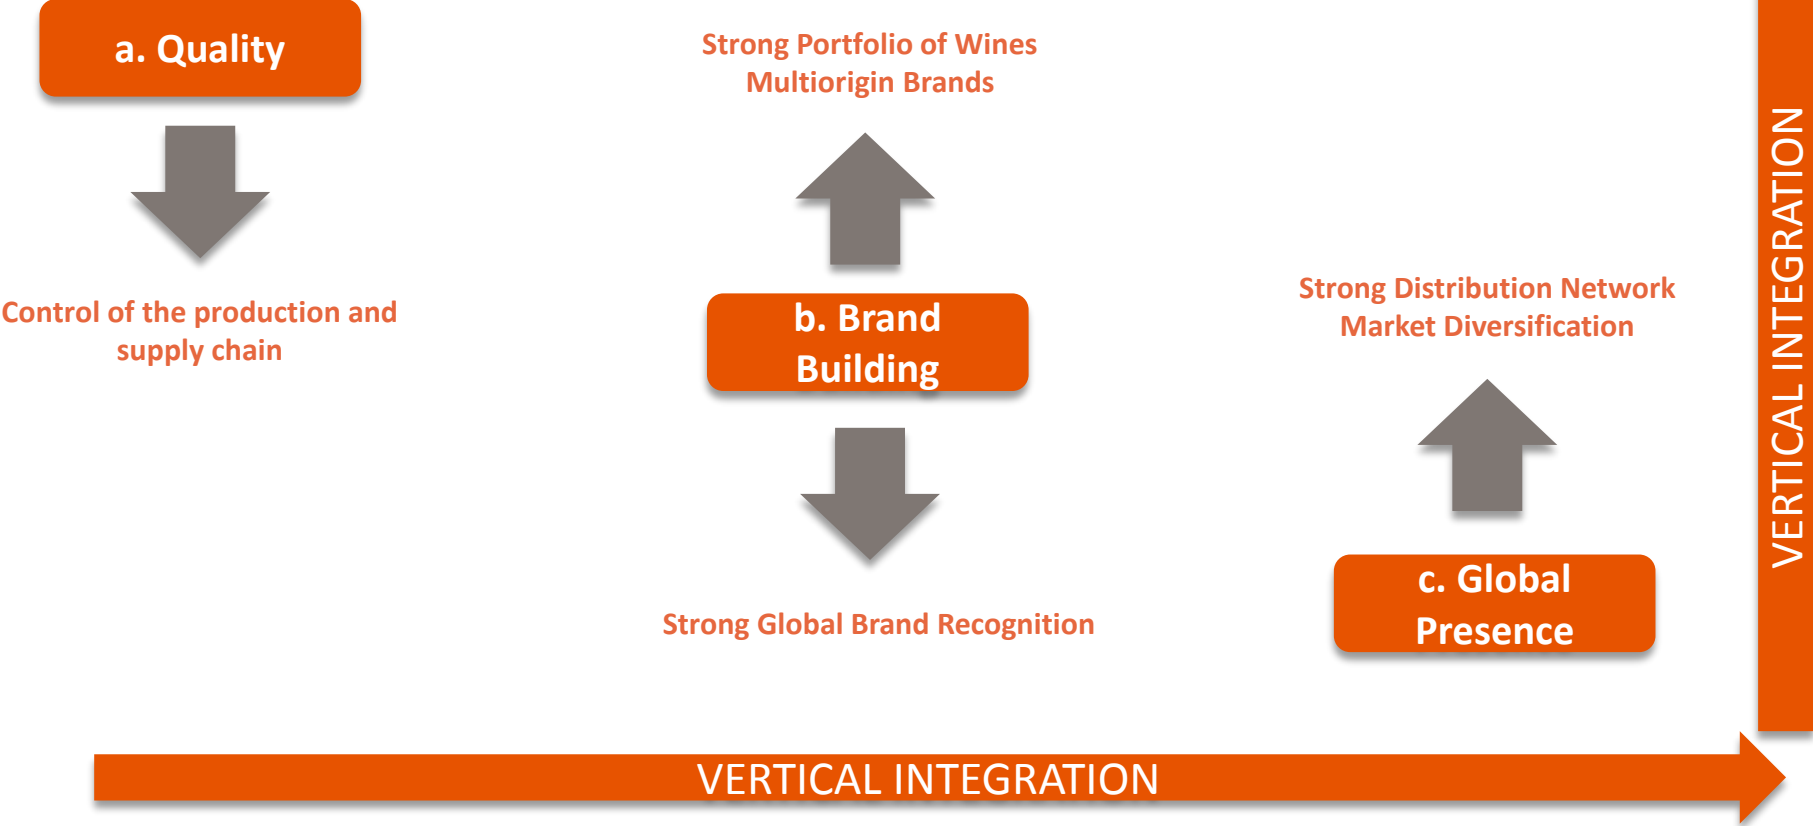 a. Quality
Control of the production and
supply chain
Strong Portfolio of Wines
Multiorigin Brands
b. Brand
Building
Strong Global Brand Recognition
Strong Distribution Network
Market Diversification
c. Global
Presence
VERTICAL INTEGRATION
VERTICAL INTEGRATION